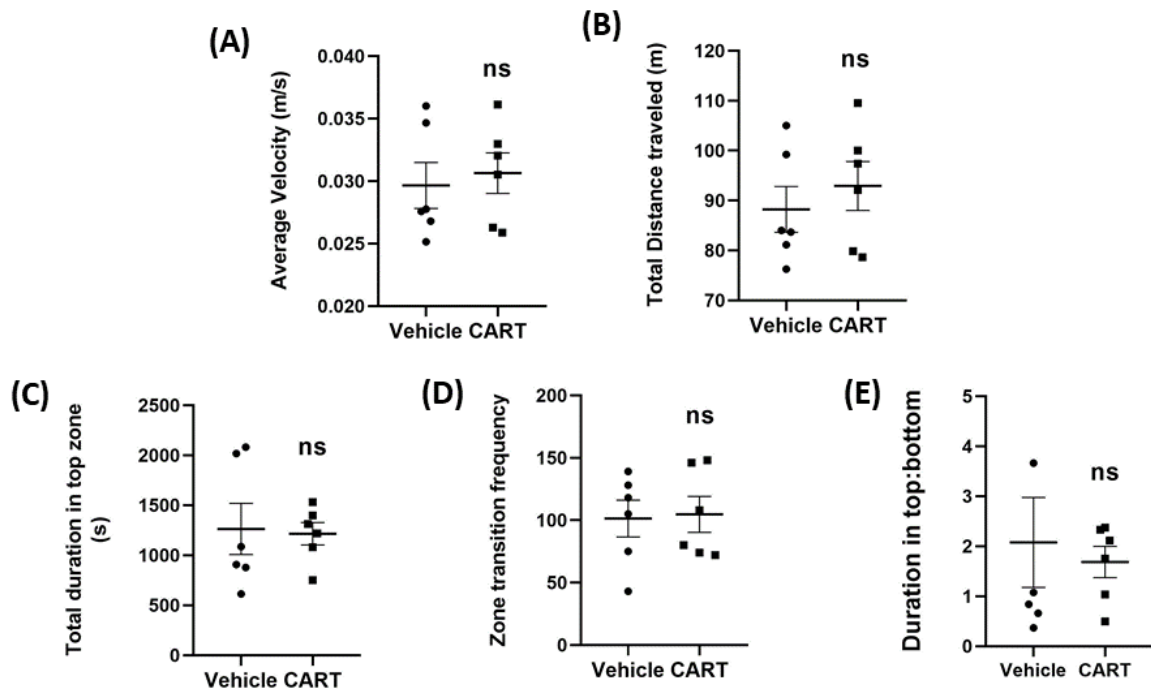 (A)
Average Velocity (m/s)
0.040
0.035
0.030
0.025
0.020
ns
Vehicle CART
(B)
Total Distance traveled (m)
120
110
100
90
80
70
ns
Vehicle CART
(C)
Total duration in top zone
(s)
2500
2000
1500
1000
500
0
ns
Vehicle CART
(D)
Zone transition frequency
200
150
100
50
0
ns
Vehicle CART
(E)
Duration in top:bottom
5
4
3
2
1
0
ns
Vehicle CART